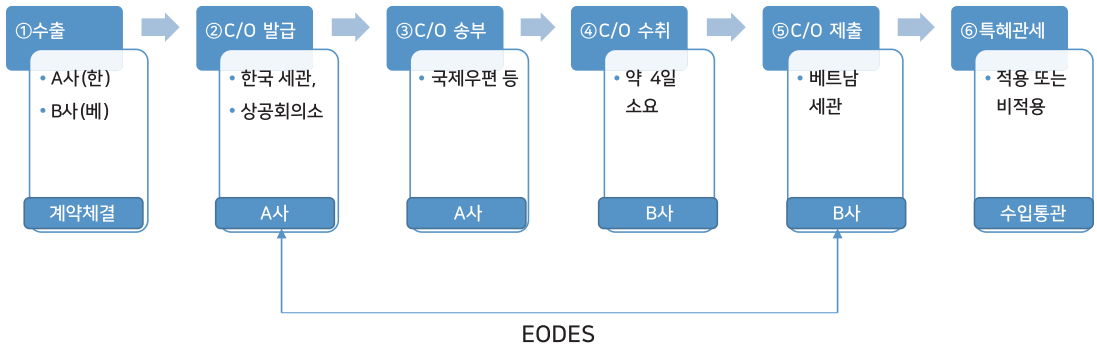 ①수출
• A사(한)
• B사(베)
계약체결
②C/O 발급
• 한국 세관,
• 상공회의소
A사
③C/O 송부
• 국제우편 등
A사
④C/O 수취
• 약 4일
소요
B사
⑤C/O 제출
• 베트남
세관
B사
⑥특혜관세
• 적용 또는
비적용
수입통관
EODES